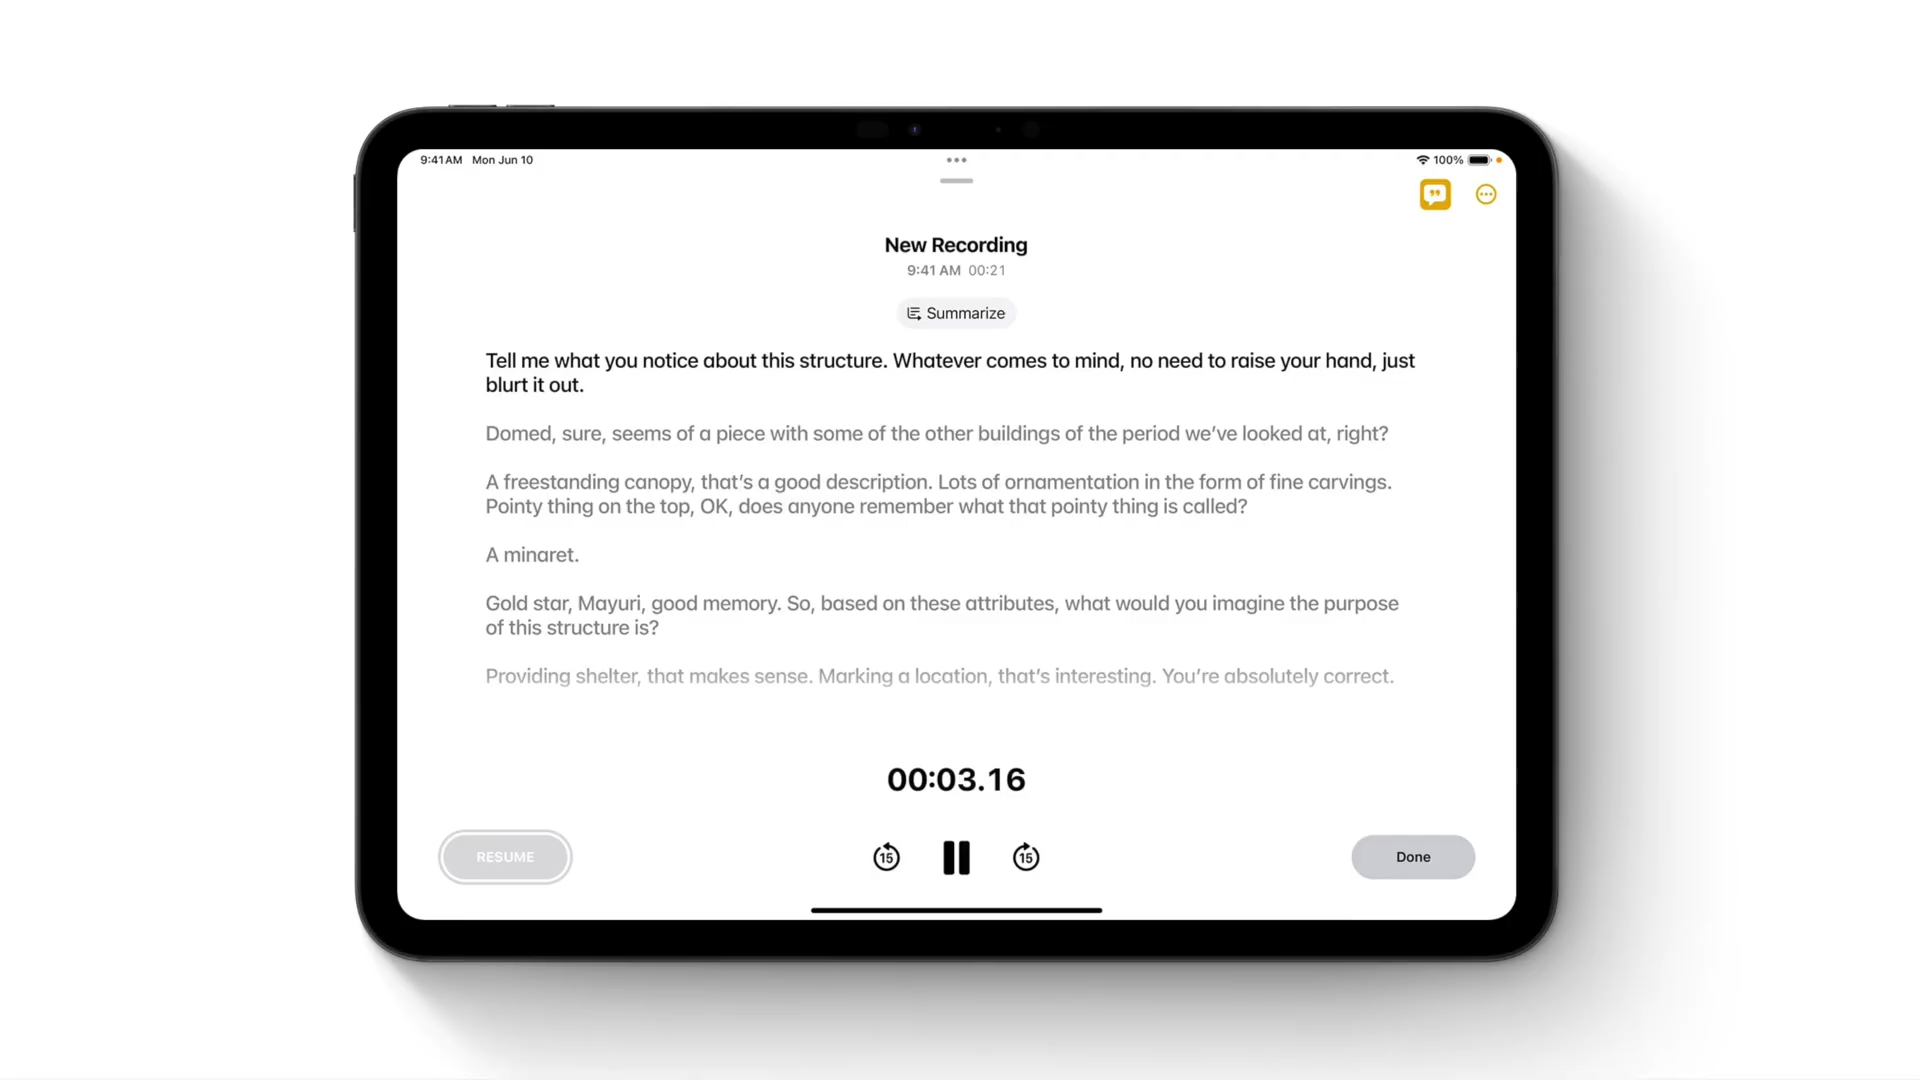 9:41 AM Mon Jun 10
100%
New Recording
9:41 AM 00:21
Summarize
Tell me what you notice about this structure. Whatever comes to mind, no need to raise your hand, just
blurt it out.
Domed, sure, seems of a piece with some of the other buildings of the period we’ve looked at, right?
A freestanding canopy, that’s a good description. Lots of ornamentation in the form of fine carvings.
Pointy thing on the top, OK, does anyone remember what that pointy thing is called?
A minaret.
Gold star, Mayuri, good memory. So, based on these attributes, what would you imagine the purpose
of this structure is?
Providing shelter, that makes sense. Marking a location, that’s interesting. You’re absolutely correct.
00:03.16
RESUME
15
15
Done